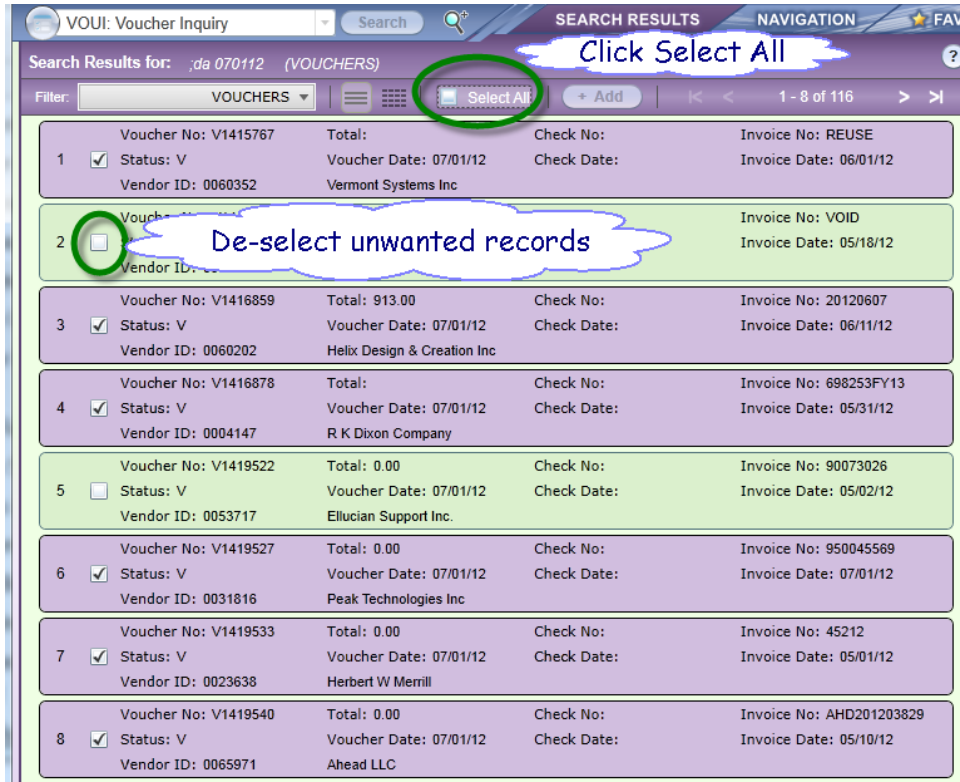 VOUI: Voucher Inquiry Search SEARCH RESULTS NAVIGATION FAV
Search Results for: ;da 070112 (VOUCHERS) Click Select All ?
Filter: VOUCHERS Select All + Add |< < 1 - 8 of 116 > >|
Voucher No: V1415767 Total: Check No: Invoice No: REUSE
1 Status: V Voucher Date: 07/01/12 Check Date: Invoice Date: 06/01/12
Vendor ID: 0060352 Vermont Systems Inc
Invoice No: VOID
2 De-select unwanted records Invoice Date: 05/18/12
Vendor ID:
Voucher No: V1416859 Total: 913.00 Check No: Invoice No: 20120607
3 Status: V Voucher Date: 07/01/12 Check Date: Invoice Date: 06/11/12
Vendor ID: 0060202 Helix Design & Creation Inc
Voucher No: V1416878 Total: Check No: Invoice No: 698253FY13
4 Status: V Voucher Date: 07/01/12 Check Date: Invoice Date: 05/31/12
Vendor ID: 0004147 R K Dixon Company
Voucher No: V1419522 Total: 0.00 Check No: Invoice No: 90073026
5 Status: V Voucher Date: 07/01/12 Check Date: Invoice Date: 05/02/12
Vendor ID: 0053717 Ellucian Support Inc.
Voucher No: V1419527 Total: 0.00 Check No: Invoice No: 950045569
6 Status: V Voucher Date: 07/01/12 Check Date: Invoice Date: 07/01/12
Vendor ID: 0031816 Peak Technologies Inc
Voucher No: V1419533 Total: 0.00 Check No: Invoice No: 45212
7 Status: V Voucher Date: 07/01/12 Check Date: Invoice Date: 05/01/12
Vendor ID: 0023638 Herbert W Merrill
Voucher No: V1419540 Total: 0.00 Check No: Invoice No: AHD201203829
8 Status: V Voucher Date: 07/01/12 Check Date: Invoice Date: 05/10/12
Vendor ID: 0065971 Ahead LLC